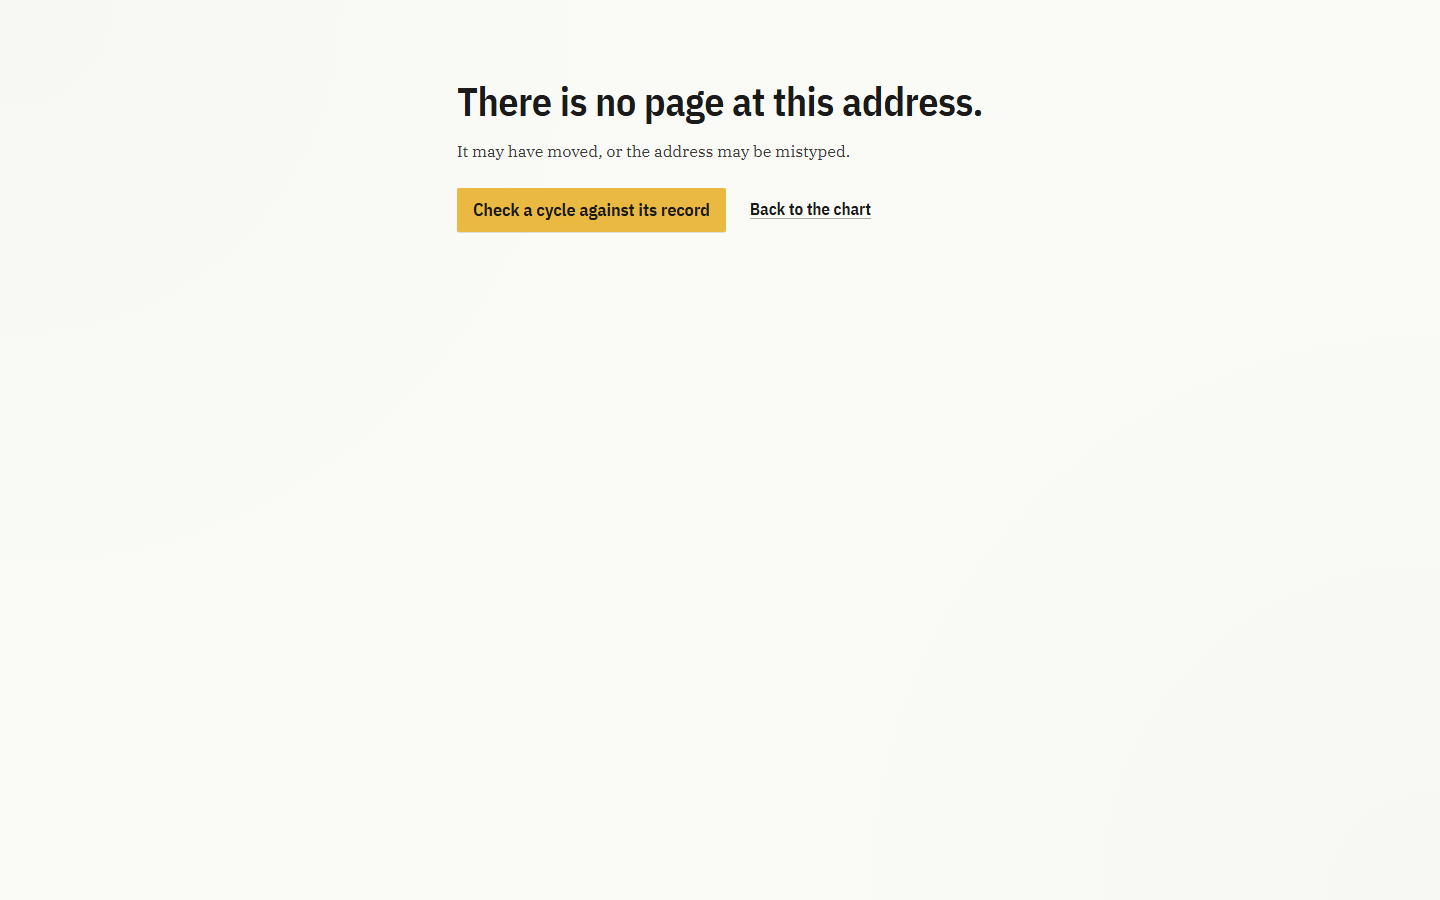 There is no page at this address.
It may have moved, or the address may be mistyped.
Check a cycle against its record
Back to the chart